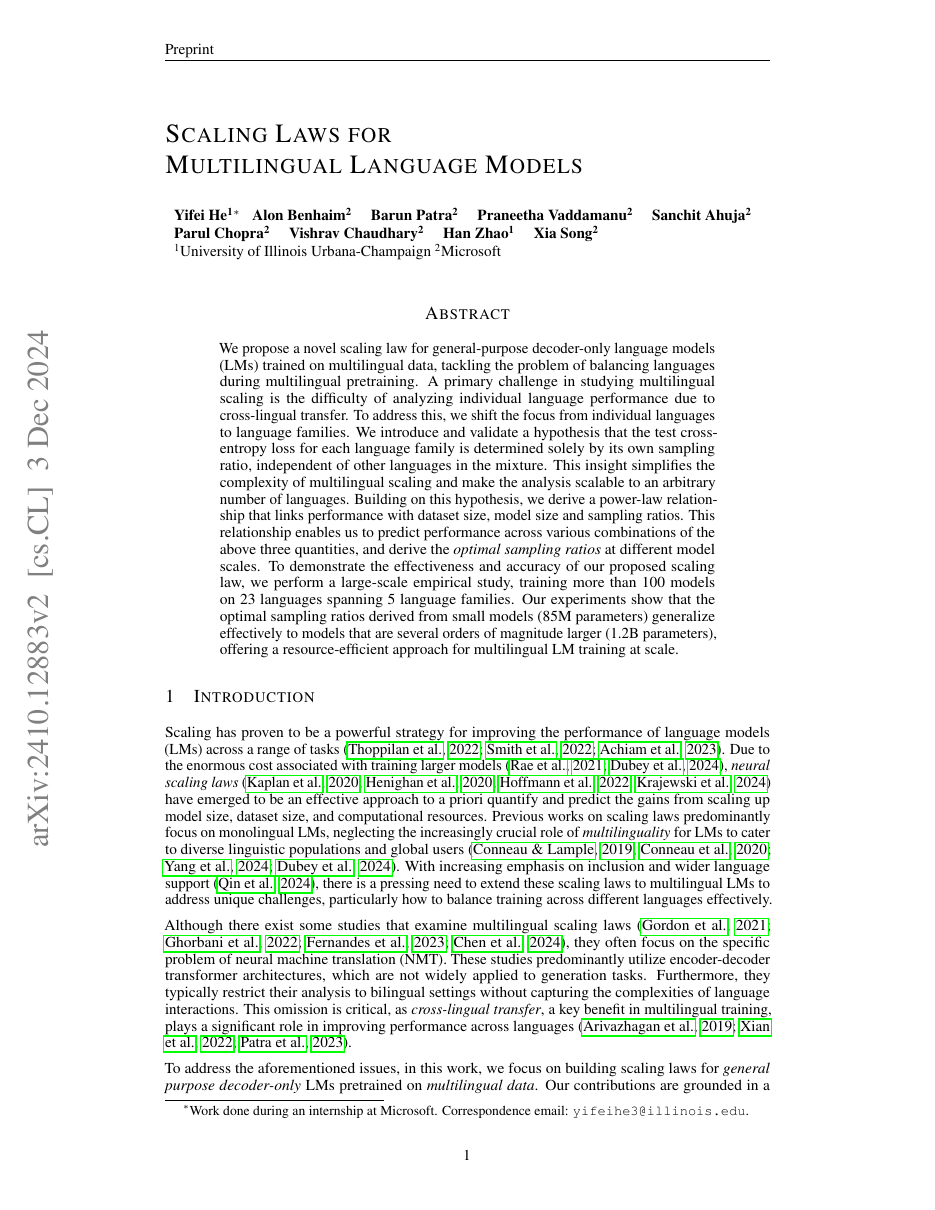 Preprint
SCALING LAWS FOR
MULTILINGUAL LANGUAGE MODELS
Yifei He1* Alon Benhaim2 Barun Patra2 Praneetha Vaddamanu2 Sanchit Ahuja2
Parul Chopra2 Vishrav Chaudhary2 Han Zhao1 Xia Song2
1University of Illinois Urbana-Champaign 2Microsoft
ABSTRACT
We propose a novel scaling law for general-purpose decoder-only language models
(LMs) trained on multilingual data, tackling the problem of balancing languages
during multilingual pretraining. A primary challenge in studying multilingual
scaling is the difficulty of analyzing individual language performance due to
cross-lingual transfer. To address this, we shift the focus from individual languages
to language families. We introduce and validate a hypothesis that the test cross-
entropy loss for each language family is determined solely by its own sampling
ratio, independent of other languages in the mixture. This insight simplifies the
complexity of multilingual scaling and make the analysis scalable to an arbitrary
number of languages. Building on this hypothesis, we derive a power-law relation-
ship that links performance with dataset size, model size and sampling ratios. This
relationship enables us to predict performance across various combinations of the
above three quantities, and derive the optimal sampling ratios at different model
scales. To demonstrate the effectiveness and accuracy of our proposed scaling
law, we perform a large-scale empirical study, training more than 100 models
on 23 languages spanning 5 language families. Our experiments show that the
optimal sampling ratios derived from small models (85M parameters) generalize
effectively to models that are several orders of magnitude larger (1.2B parameters),
offering a resource-efficient approach for multilingual LM training at scale.
1 INTRODUCTION
Scaling has proven to be a powerful strategy for improving the performance of language models
(LMs) across a range of tasks (Thoppilan et al., 2022; Smith et al., 2022; Achiam et al., 2023). Due to
the enormous cost associated with training larger models (Rae et al., 2021; Dubey et al., 2024), neural
scaling laws (Kaplan et al., 2020; Henighan et al., 2020; Hoffmann et al., 2022; Krajewski et al., 2024)
have emerged to be an effective approach to a priori quantify and predict the gains from scaling up
model size, dataset size, and computational resources. Previous works on scaling laws predominantly
focus on monolingual LMs, neglecting the increasingly crucial role of multilinguality for LMs to cater
to diverse linguistic populations and global users (Conneau & Lample, 2019; Conneau et al., 2020;
Yang et al., 2024; Dubey et al., 2024). With increasing emphasis on inclusion and wider language
support (Qin et al., 2024), there is a pressing need to extend these scaling laws to multilingual LMs to
address unique challenges, particularly how to balance training across different languages effectively.
Although there exist some studies that examine multilingual scaling laws (Gordon et al., 2021;
Ghorbani et al., 2022; Fernandes et al., 2023; Chen et al., 2024), they often focus on the specific
problem of neural machine translation (NMT). These studies predominantly utilize encoder-decoder
transformer architectures, which are not widely applied to generation tasks. Furthermore, they
typically restrict their analysis to bilingual settings without capturing the complexities of language
interactions. This omission is critical, as cross-lingual transfer, a key benefit in multilingual training,
plays a significant role in improving performance across languages (Arivazhagan et al., 2019; Xian
et al., 2022; Patra et al., 2023).
To address the aforementioned issues, in this work, we focus on building scaling laws for general
purpose decoder-only LMs pretrained on multilingual data. Our contributions are grounded in a
*Work done during an internship at Microsoft. Correspondence email: yifeihe3@illinois.edu.
1
arXiv:2410.12883v2 [cs.CL] 3 Dec 2024